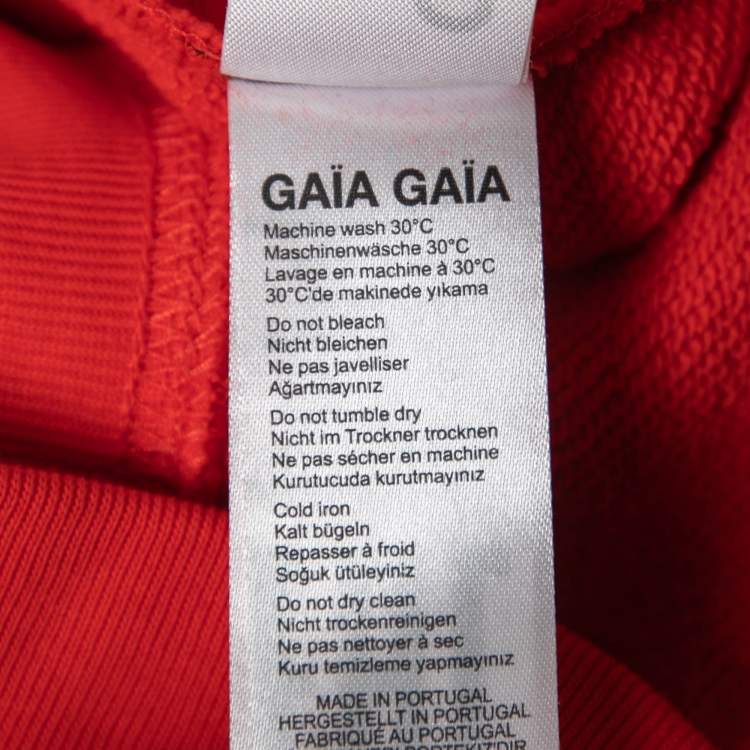 GAÏA GAÏA
Machine wash 30°C
Maschinenwäsche 30°C
Lavage en machine à 30°C
30°C'de makinede yıkama
Do not bleach
Nicht bleichen
Ne pas javelliser
Ağartmayınız
Do not tumble dry
Nicht im Trockner trocknen
Ne pas sécher en machine
Kurutucuda kurutmayınız
Cold iron
Kalt bügeln
Repasser à froid
Soğuk ütüleyiniz
Do not dry clean
Nicht trockenreinigen
Ne pas nettoyer à sec
Kuru temizleme yapmayınız
MADE IN PORTUGAL
HERGESTELLT IN PORTUGAL
FABRIQUÉ AU PORTUGAL